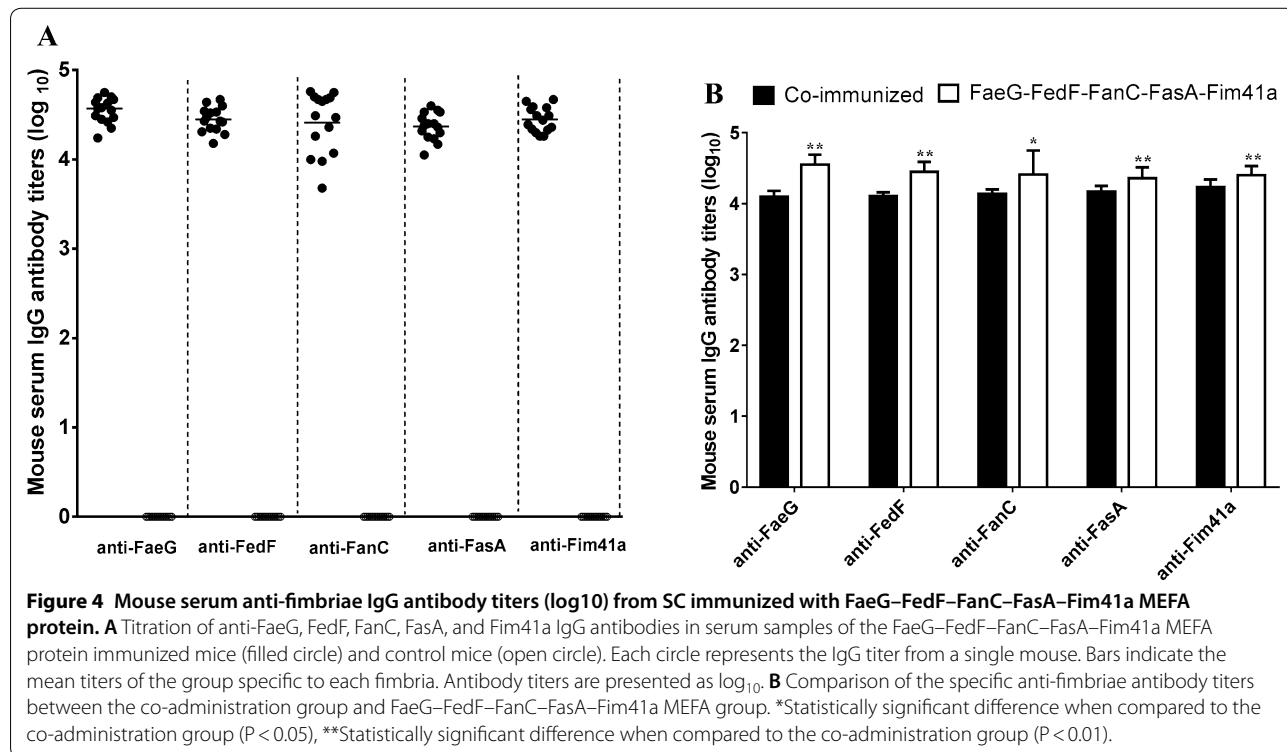 A
Mouse serum IgG antibody titers (log 10)
5
4
3
2
1
0
anti-FaeG anti-FedF anti-FanC anti-FasA anti-Fim41a
B
Co-immunized FaeG-FedF-FanC-FasA-Fim41a
Mouse serum IgG antibody titers (log10)
5
4
3
2
1
0
** ** * ** **
anti-FaeG anti-FedF anti-FanC anti-FasA anti-Fim41a
Figure 4 Mouse serum anti-fimbriae IgG antibody titers (log10) from SC immunized with FaeG–FedF–FanC–FasA–Fim41a MEFA
protein. A Titration of anti-FaeG, FedF, FanC, FasA, and Fim41a IgG antibodies in serum samples of the FaeG–FedF–FanC–FasA–Fim41a MEFA
protein immunized mice (filled circle) and control mice (open circle). Each circle represents the IgG titer from a single mouse. Bars indicate the
mean titers of the group specific to each fimbria. Antibody titers are presented as log10. B Comparison of the specific anti-fimbriae antibody titers
between the co-administration group and FaeG–FedF–FanC–FasA–Fim41a MEFA group. *Statistically significant difference when compared to the
co-administration group (P < 0.05), **Statistically significant difference when compared to the co-administration group (P < 0.01).